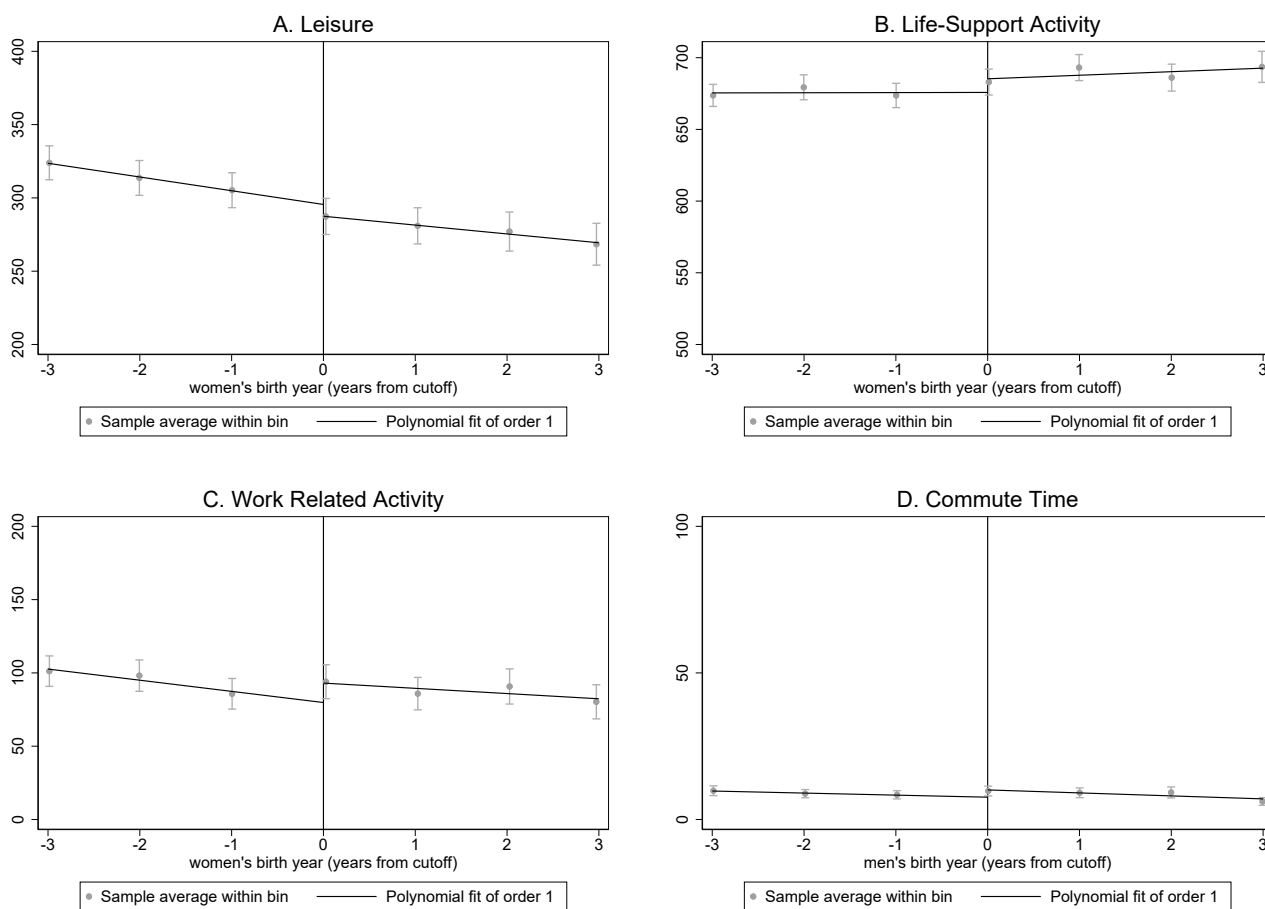 A. Leisure
400
350
300
250
200
-3 -2 -1 0 1 2 3
women's birth year (years from cutoff)
Sample average within bin Polynomial fit of order 1
B. Life-Support Activity
700
650
600
550
500
-3 -2 -1 0 1 2 3
women's birth year (years from cutoff)
Sample average within bin Polynomial fit of order 1
C. Work Related Activity
200
150
100
50
0
-3 -2 -1 0 1 2 3
women's birth year (years from cutoff)
Sample average within bin Polynomial fit of order 1
D. Commute Time
100
50
0
-3 -2 -1 0 1 2 3
men's birth year (years from cutoff)
Sample average within bin Polynomial fit of order 1